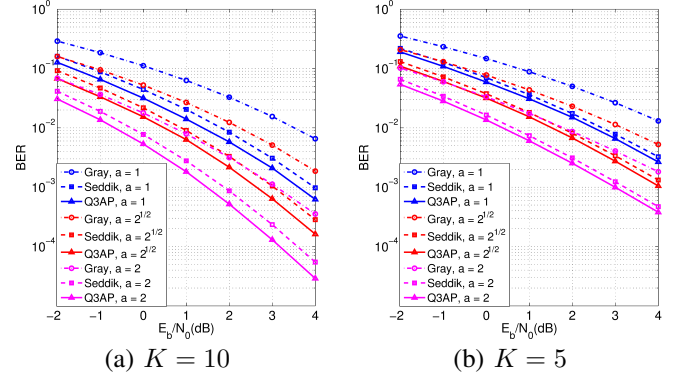 10⁰
10⁻¹
10⁻²
10⁻³
10⁻⁴
BER
Gray, a = 1
Seddik, a = 1
Q3AP, a = 1
Gray, a = 2^1/2
Seddik, a = 2^1/2
Q3AP, a = 2^1/2
Gray, a = 2
Seddik, a = 2
Q3AP, a = 2
−2 −1 0 1 2 3 4
E_b/N_0(dB)
(a) K = 10
10⁰
10⁻¹
10⁻²
10⁻³
10⁻⁴
BER
Gray, a = 1
Seddik, a = 1
Q3AP, a = 1
Gray, a = 2^1/2
Seddik, a = 2^1/2
Q3AP, a = 2^1/2
Gray, a = 2
Seddik, a = 2
Q3AP, a = 2
−2 −1 0 1 2 3 4
E_b/N_0(dB)
(b) K = 5